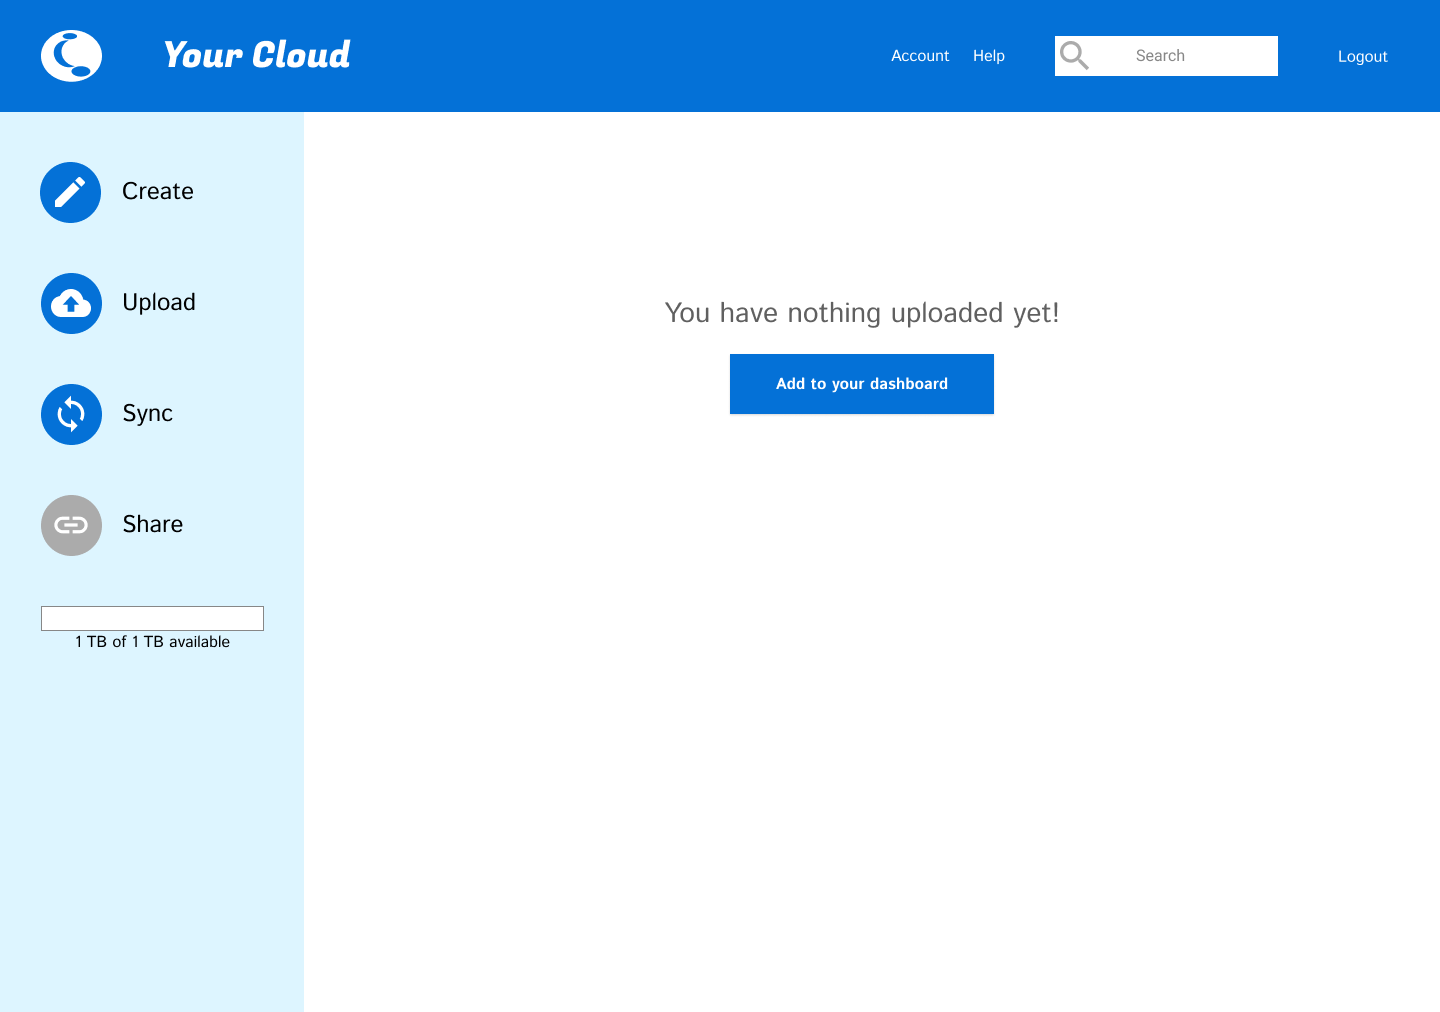 Your Cloud
Account
Help
Search
Logout
Create
Upload
Sync
Share
1 TB of 1 TB available
You have nothing uploaded yet!
Add to your dashboard